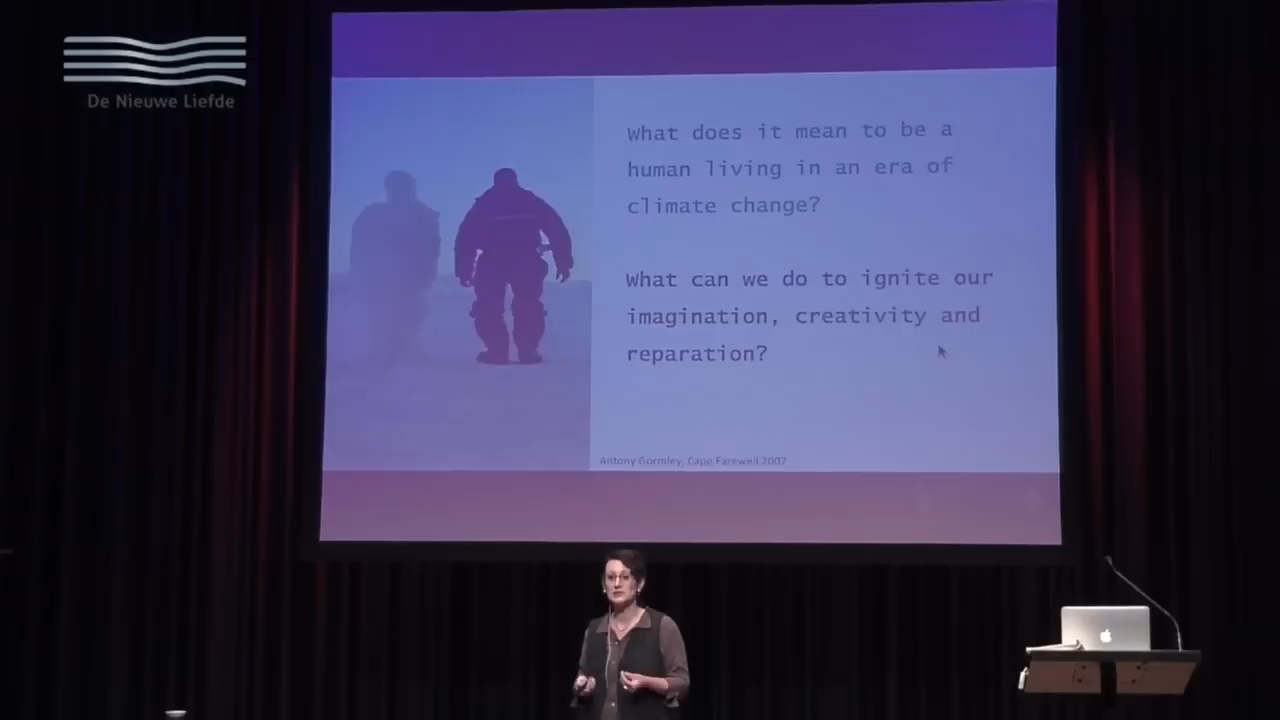 De Nieuwe Liefde
What does it mean to be a
human living in an era of
climate change?
What can we do to ignite our
imagination, creativity and
reparation?
Antony Gormley, Cape Farewell 2007